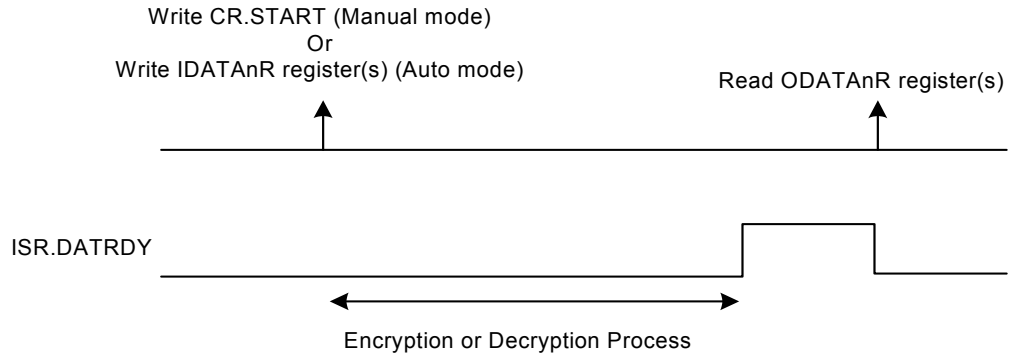 Write CR.START (Manual mode)
Or
Write IDATAnR register(s) (Auto mode)
Read ODATAnR register(s)
ISR.DATRDY
Encryption or Decryption Process